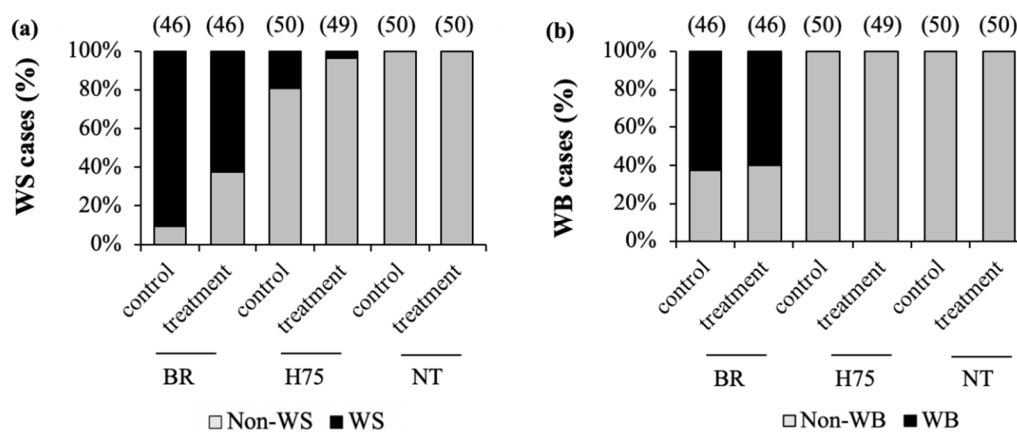 (a)
(46) (46) (50) (49) (50) (50)
WS cases (%)
100%
80%
60%
40%
20%
0%
control treatment control treatment control treatment
BR H75 NT
Non-WS WS
(b)
(46) (46) (50) (49) (50) (50)
WB cases (%)
100%
80%
60%
40%
20%
0%
control treatment control treatment control treatment
BR H75 NT
Non-WB WB